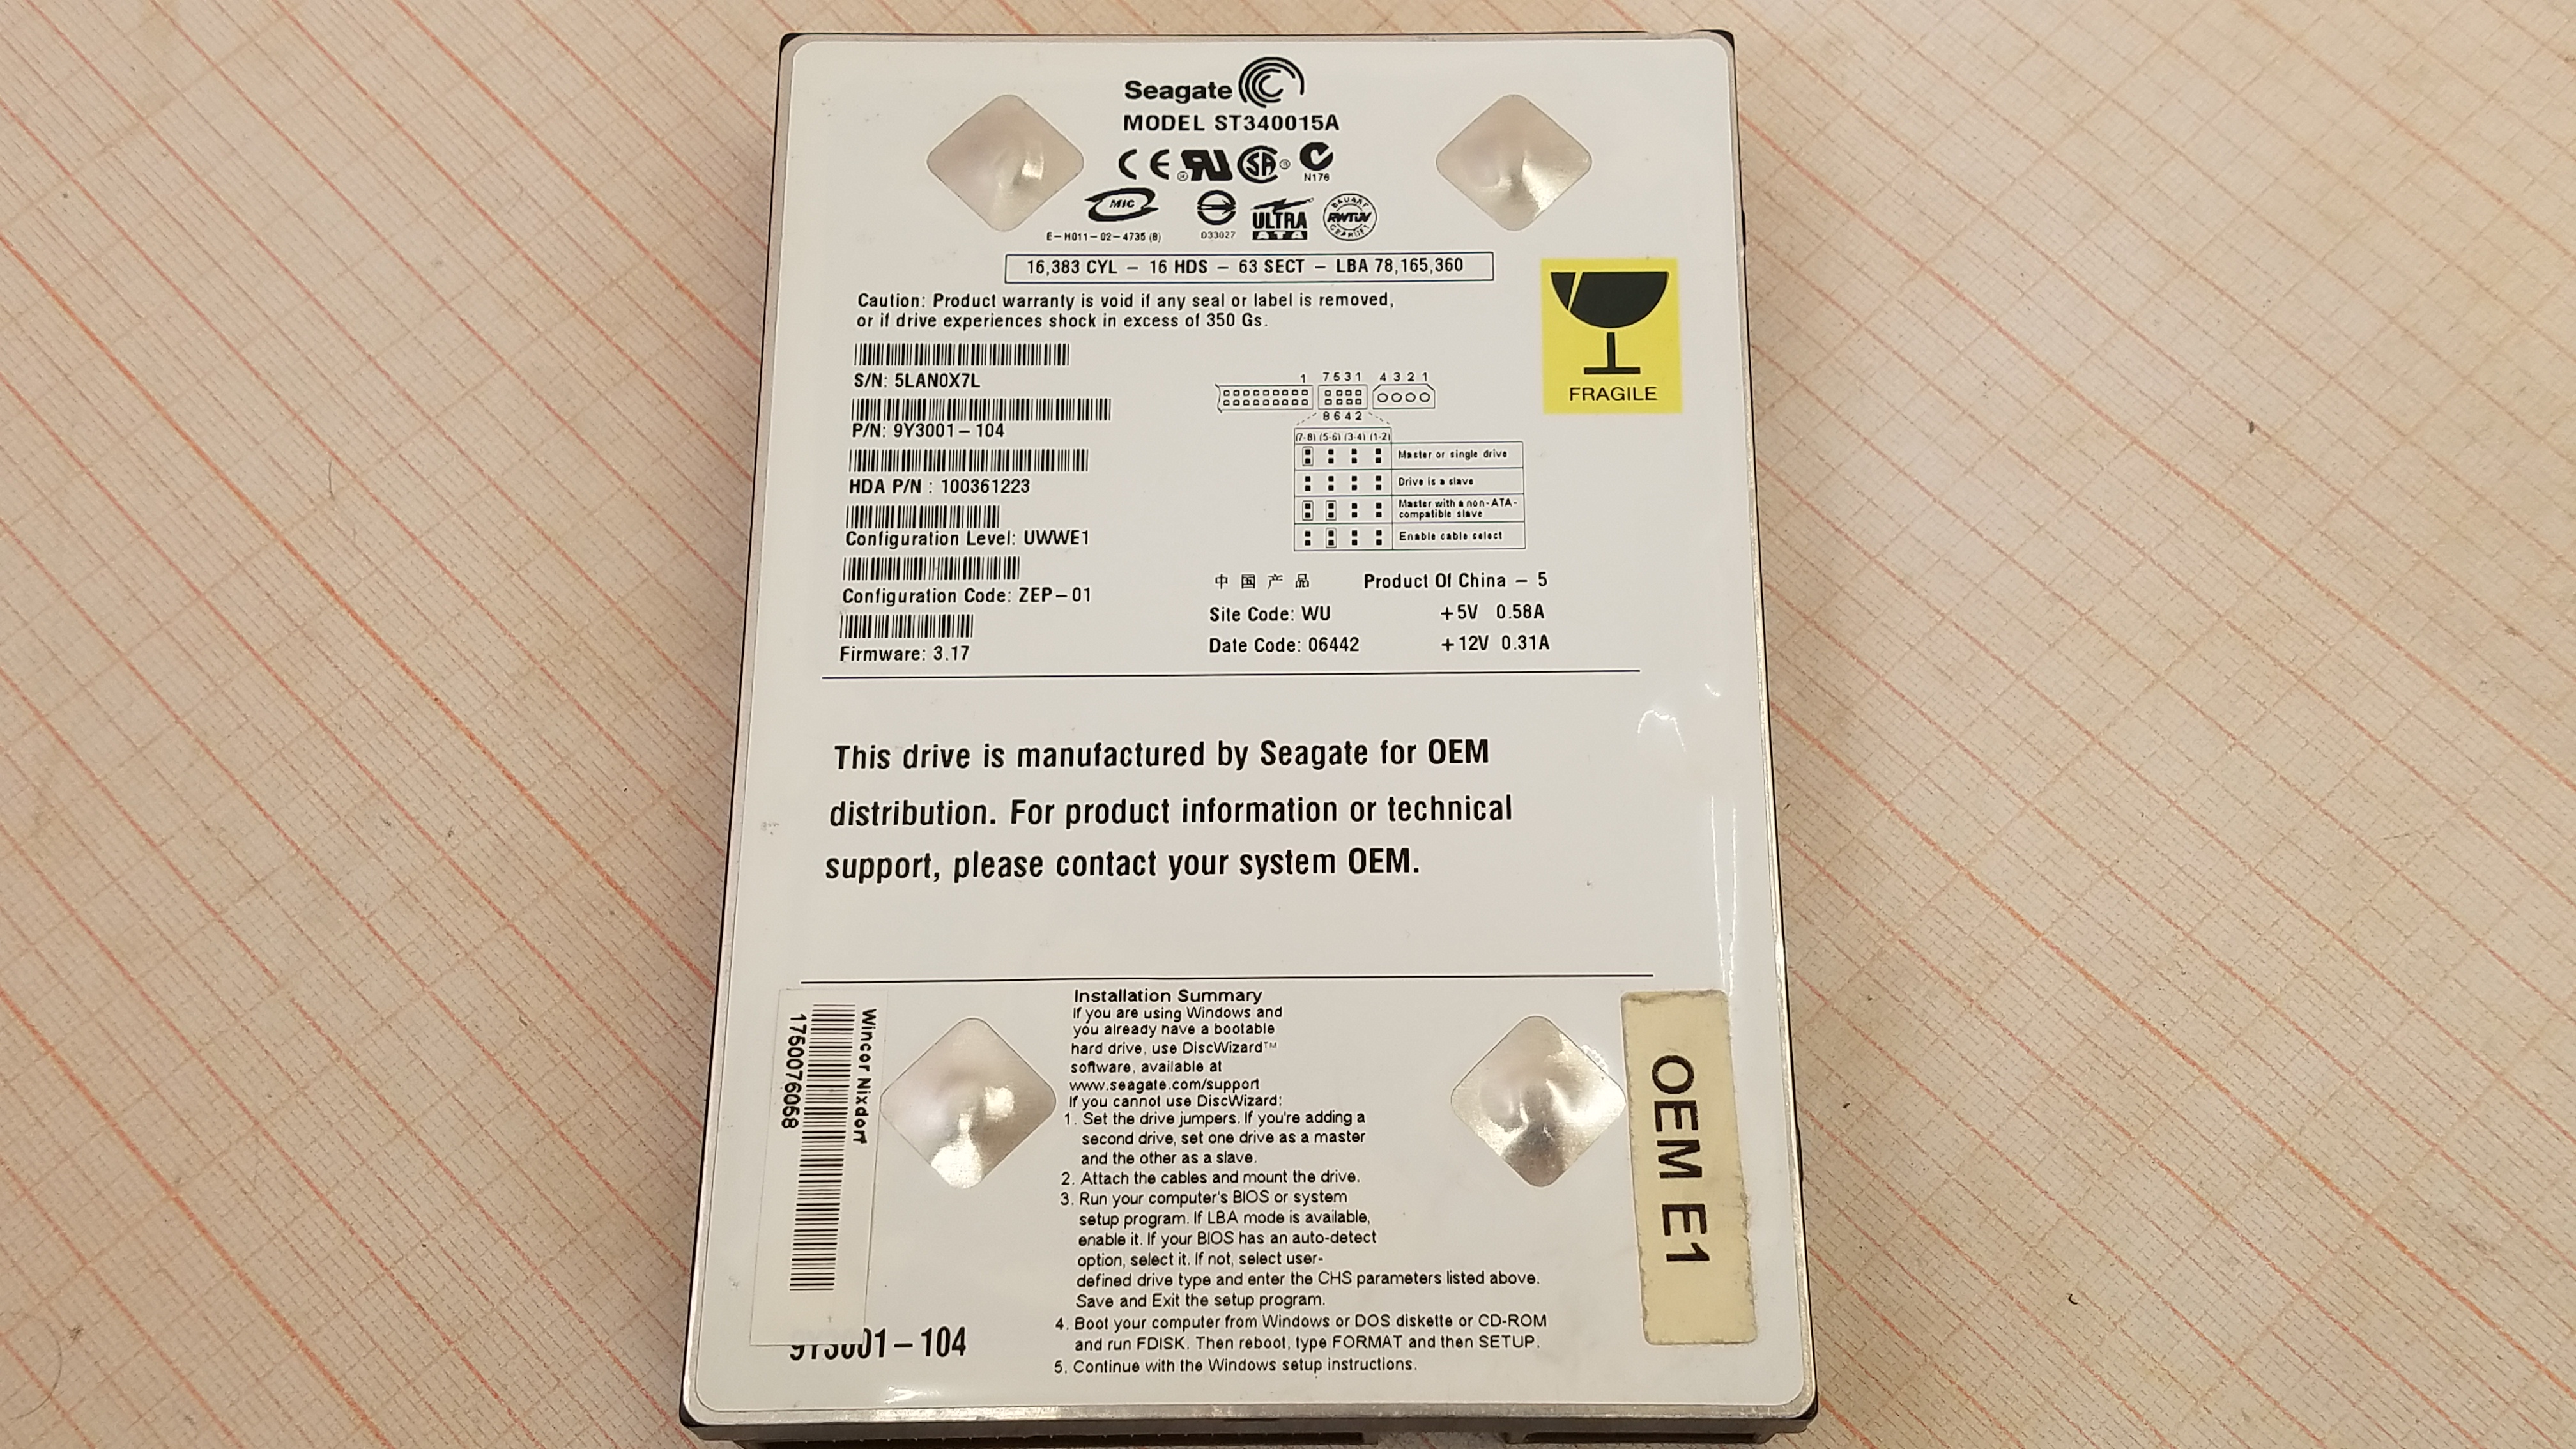 Seagate
MODEL ST340015A
CE
N176
MIC
E-H011-02-4735 (B)
D33027
ULTRA
ATA
BAUART
RWTÜV
GEPRÜFT
16,383 CYL – 16 HDS – 63 SECT – LBA 78,165,360
Caution: Product warranty is void if any seal or label is removed,
or if drive experiences shock in excess of 350 Gs.
FRAGILE
S/N: 5LAN0X7L
P/N: 9Y3001-104
HDA P/N : 100361223
Configuration Level: UWWE1
Configuration Code: ZEP-01
Firmware: 3.17
1 7531 4321
8642
(7-8) (5-6) (3-4) (1-2)
Master or single drive
Drive is a slave
Master with a non-ATA-
compatible slave
Enable cable select
中国产品 Product Of China - 5
Site Code: WU +5V 0.58A
Date Code: 06442 +12V 0.31A
This drive is manufactured by Seagate for OEM
distribution. For product information or technical
support, please contact your system OEM.
Wincor Nixdorf
1750076058
Installation Summary
If you are using Windows and
you already have a bootable
hard drive, use DiscWizard™
software, available at
www.seagate.com/support
If you cannot use DiscWizard:
1. Set the drive jumpers. If you're adding a
second drive, set one drive as a master
and the other as a slave.
2. Attach the cables and mount the drive.
3. Run your computer's BIOS or system
setup program. If LBA mode is available,
enable it. If your BIOS has an auto-detect
option, select it. If not, select user-
defined drive type and enter the CHS parameters listed above.
Save and Exit the setup program.
4. Boot your computer from Windows or DOS diskette or CD-ROM
and run FDISK. Then reboot, type FORMAT and then SETUP.
5. Continue with the Windows setup instructions.
OEM E1
9Y3001-104